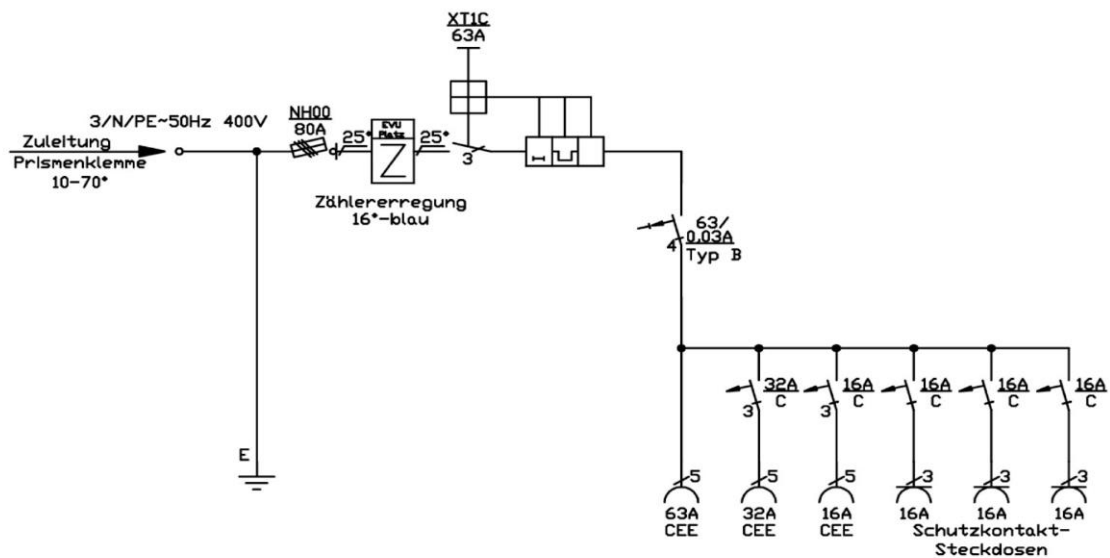 XT1C
63A
3/N/PE~50Hz 400V
NH00
80A
Zuleitung
Prismenklemme
10-70°
25°
EVU
Platz
Z
25°
3
Zählererregung
16°-blau
I
63/
0.03A
4
Typ B
E
32A
C
3
16A
C
3
16A
C
16A
C
16A
C
5
5
5
3
3
3
63A
CEE
32A
CEE
16A
CEE
16A
16A
16A
Schutzkontakt-
Steckdosen